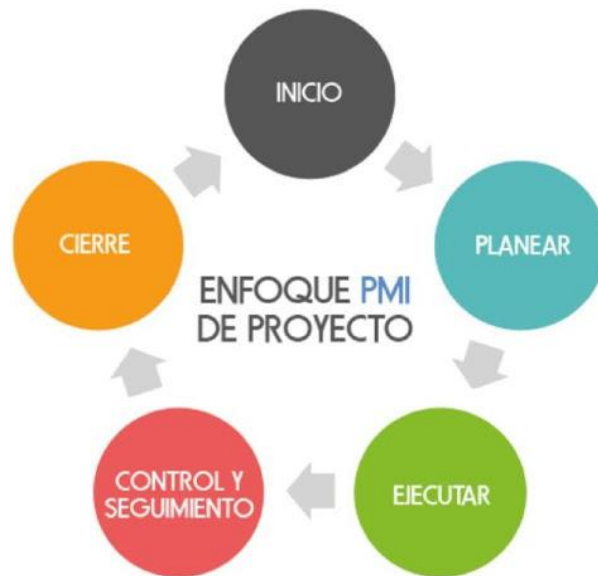 INICIO
PLANEAR
EJECUTAR
CONTROL Y
SEGUIMIENTO
CIERRE
ENFOQUE PMI
DE PROYECTO